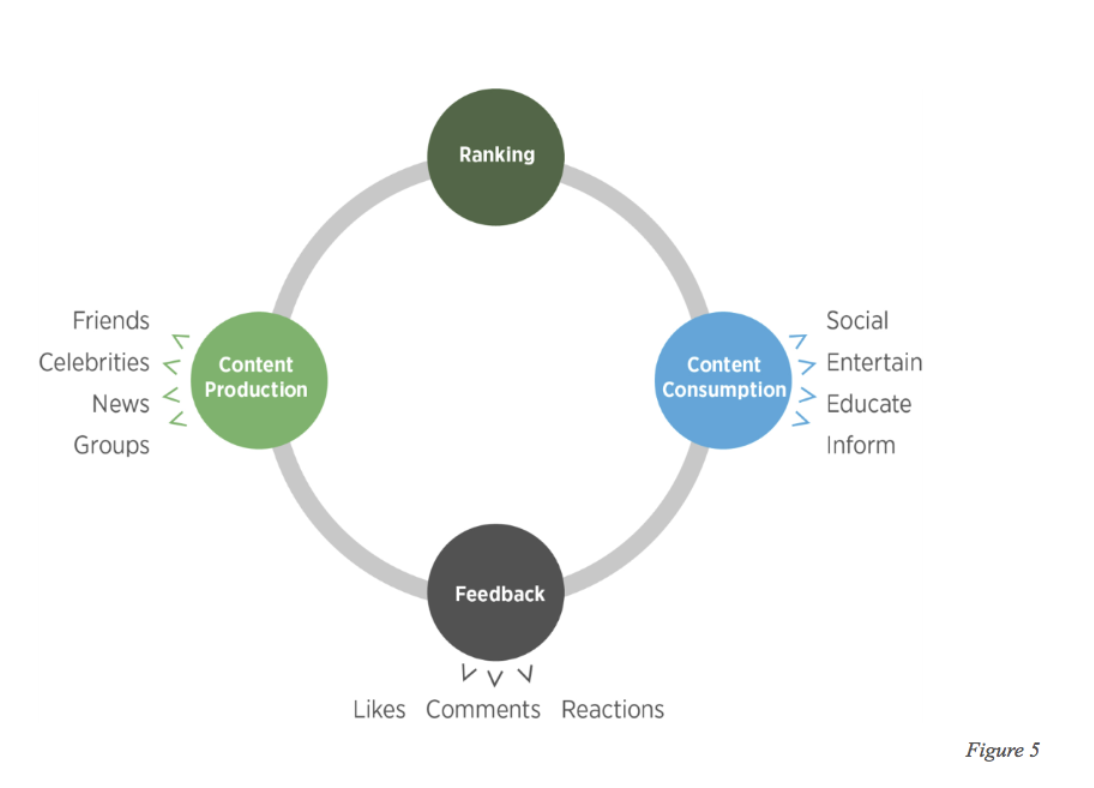 Ranking
Friends
Celebrities
News
Groups
Content
Production
Content
Consumption
Social
Entertain
Educate
Inform
Feedback
Likes Comments Reactions
Figure 5